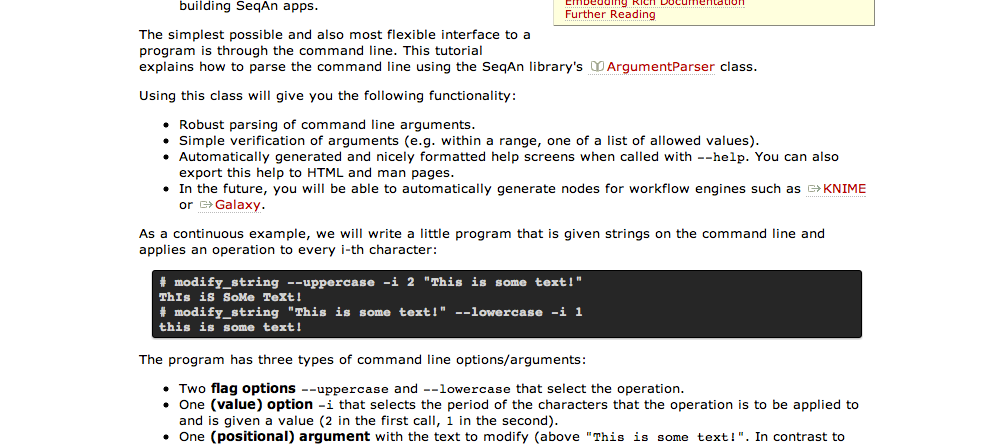 building SeqAn apps.
Embedding Rich Documentation
Further Reading
The simplest possible and also most flexible interface to a
program is through the command line. This tutorial
explains how to parse the command line using the SeqAn library's ArgumentParser class.
Using this class will give you the following functionality:
• Robust parsing of command line arguments.
• Simple verification of arguments (e.g. within a range, one of a list of allowed values).
• Automatically generated and nicely formatted help screens when called with --help. You can also
export this help to HTML and man pages.
• In the future, you will be able to automatically generate nodes for workflow engines such as KNIME
or Galaxy.
As a continuous example, we will write a little program that is given strings on the command line and
applies an operation to every i-th character:
# modify_string --uppercase -i 2 "This is some text!"
ThIs iS SoMe TeXt!
# modify_string "This is some text!" --lowercase -i 1
this is some text!
The program has three types of command line options/arguments:
• Two flag options --uppercase and --lowercase that select the operation.
• One (value) option -i that selects the period of the characters that the operation is to be applied to
and is given a value (2 in the first call, 1 in the second).
• One (positional) argument with the text to modify (above "This is some text!". In contrast to